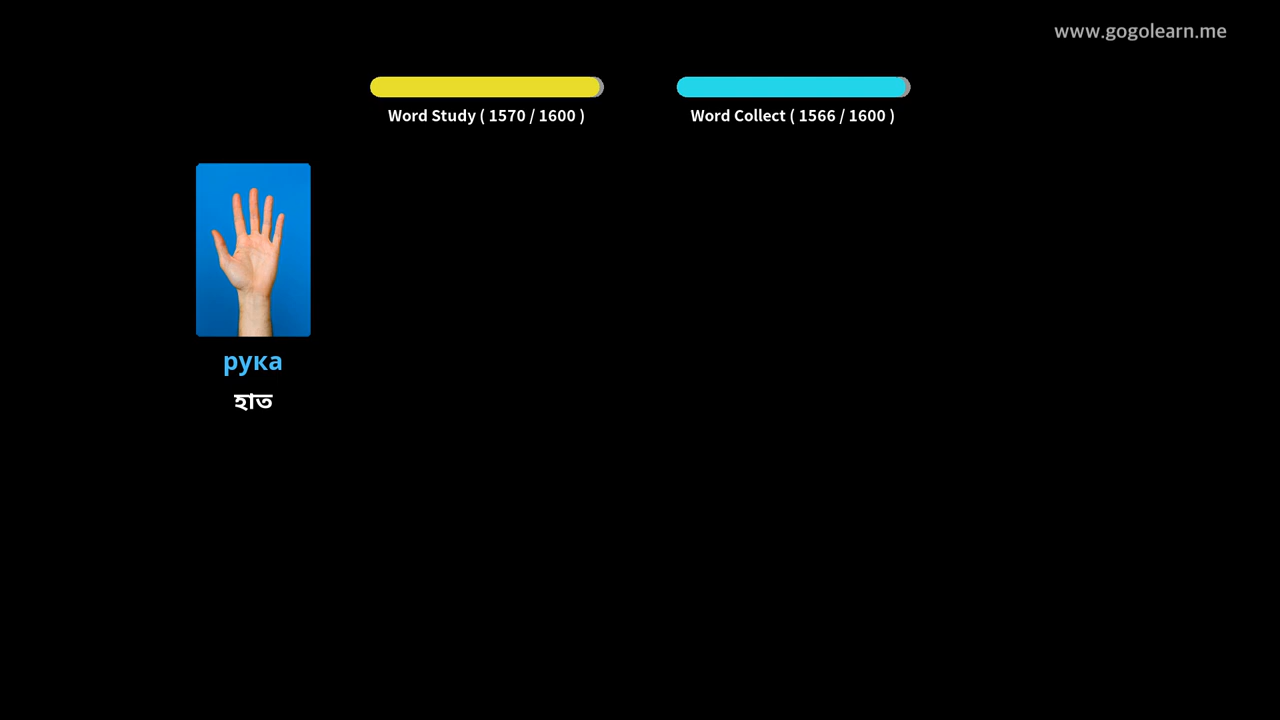 www.gogolearn.me
Word Study ( 1570 / 1600 )
Word Collect ( 1566 / 1600 )
рука
হাত